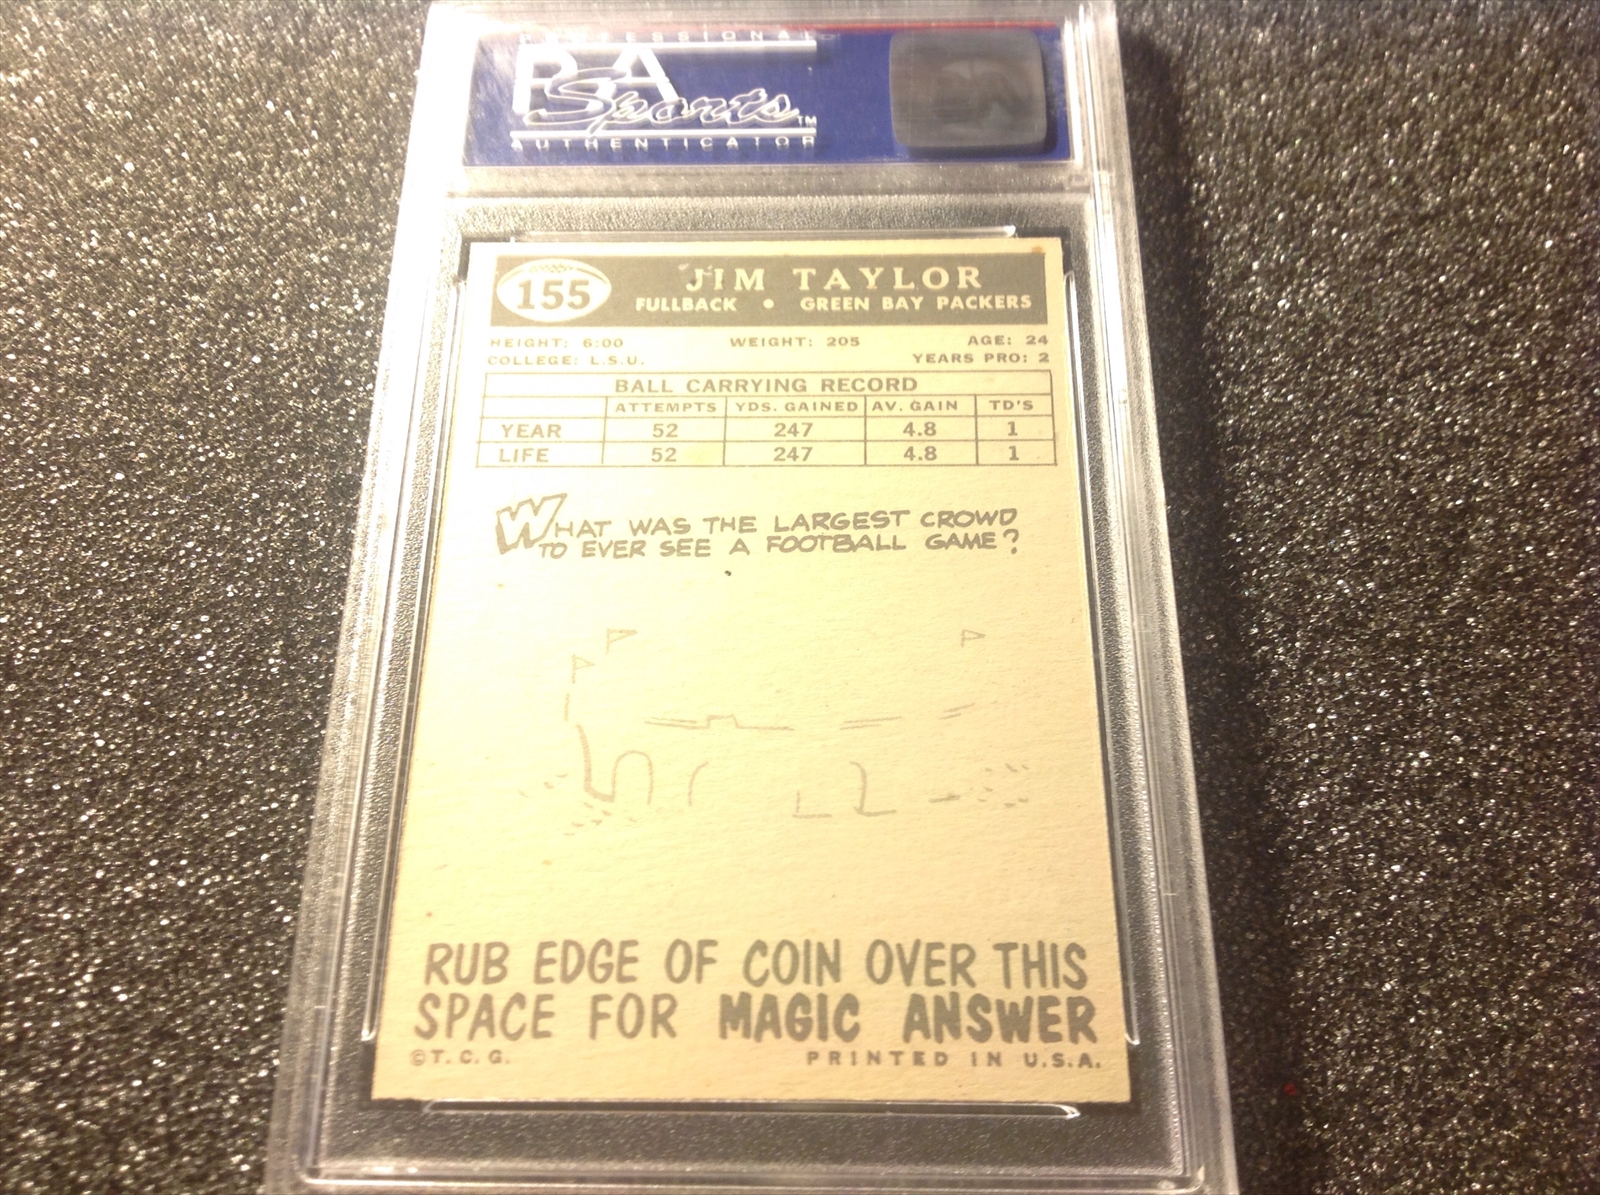 PROFESSIONAL
PSA
Sports TM
AUTHENTICATOR
155
JIM TAYLOR
FULLBACK • GREEN BAY PACKERS
HEIGHT: 6:00 WEIGHT: 205 AGE: 24
COLLEGE: L.S.U. YEARS PRO: 2
BALL CARRYING RECORD
ATTEMPTS YDS. GAINED AV. GAIN TD'S
YEAR 52 247 4.8 1
LIFE 52 247 4.8 1
WHAT WAS THE LARGEST CROWD
TO EVER SEE A FOOTBALL GAME?
RUB EDGE OF COIN OVER THIS
SPACE FOR MAGIC ANSWER
©T. C. G. PRINTED IN U.S.A.